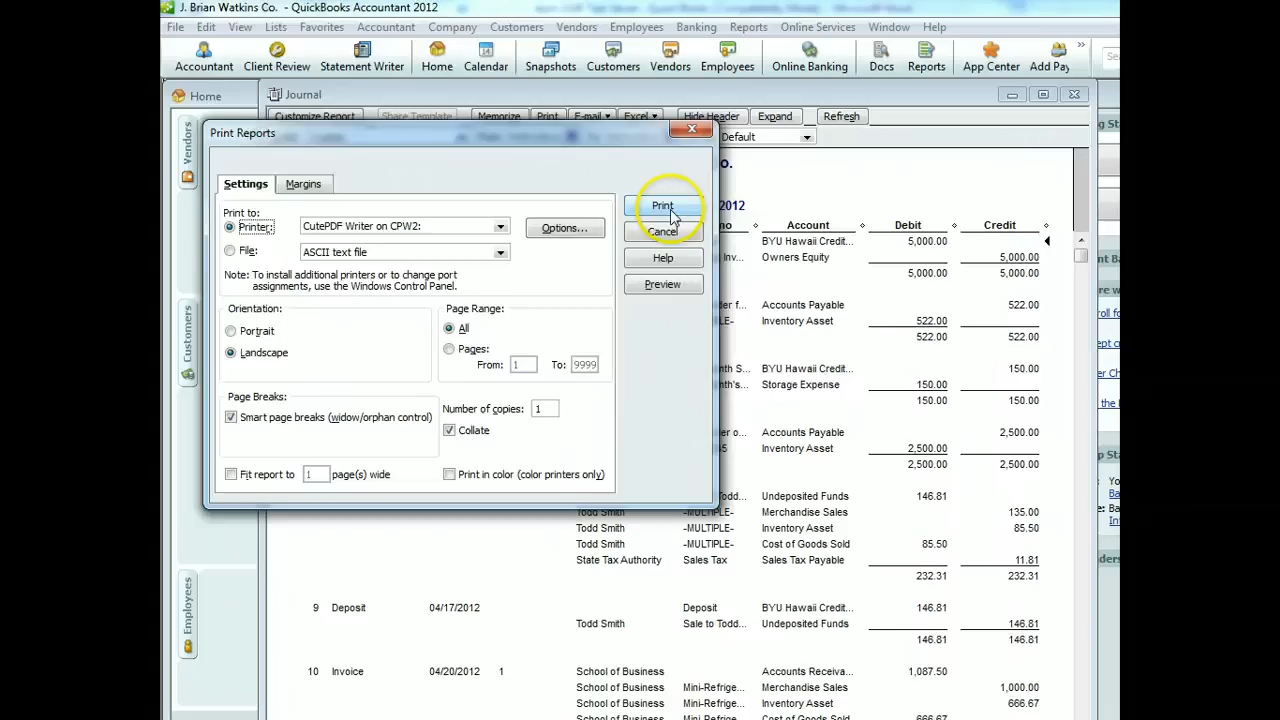 J. Brian Watkins Co. - QuickBooks Accountant 2012
File Edit View Lists Favorites Accountant Company Customers Vendors Employees Banking Reports Online Services Window Help
Accountant Client Review Statement Writer Home Calendar Snapshots Customers Vendors Employees Online Banking Docs Reports App Center Add Pay
Home
Journal
Customize Report Share Template Memorize Print E-mail Excel Hide Header Expand Refresh
Default
Vendors
Customers
Employees
Print Reports
Settings Margins
Print to:
Printer: CutePDF Writer on CPW2: Options...
File: ASCII text file
Note: To install additional printers or to change port
assignments, use the Windows Control Panel.
Orientation:
Portrait
Landscape
Page Range:
All
Pages:
From: 1 To: 9999
Page Breaks:
Smart page breaks (widow/orphan control)
Number of copies: 1
Collate
Fit report to 1 page(s) wide
Print in color (color printers only)
Print
Cancel
Help
Preview
2012
Account Debit Credit
BYU Hawaii Credit... 5,000.00
Owners Equity 5,000.00
5,000.00 5,000.00
Accounts Payable 522.00
Inventory Asset 522.00
522.00 522.00
BYU Hawaii Credit... 150.00
Storage Expense 150.00
150.00 150.00
Accounts Payable 2,500.00
Inventory Asset 2,500.00
2,500.00 2,500.00
Undeposited Funds 146.81
Todd Smith -MULTIPLE- Merchandise Sales 135.00
Todd Smith -MULTIPLE- Inventory Asset 85.50
Todd Smith -MULTIPLE- Cost of Goods Sold 85.50
State Tax Authority Sales Tax Sales Tax Payable 11.81
232.31 232.31
9 Deposit 04/17/2012 Deposit BYU Hawaii Credit... 146.81
Todd Smith Sale to Todd... Undeposited Funds 146.81
146.81 146.81
10 Invoice 04/20/2012 1 School of Business Accounts Receiva... 1,087.50
School of Business Mini-Refrige... Merchandise Sales 1,000.00
School of Business Mini-Refrige... Inventory Asset 666.67
School of Business Mini-Refrige... Cost of Goods Sold 666.67